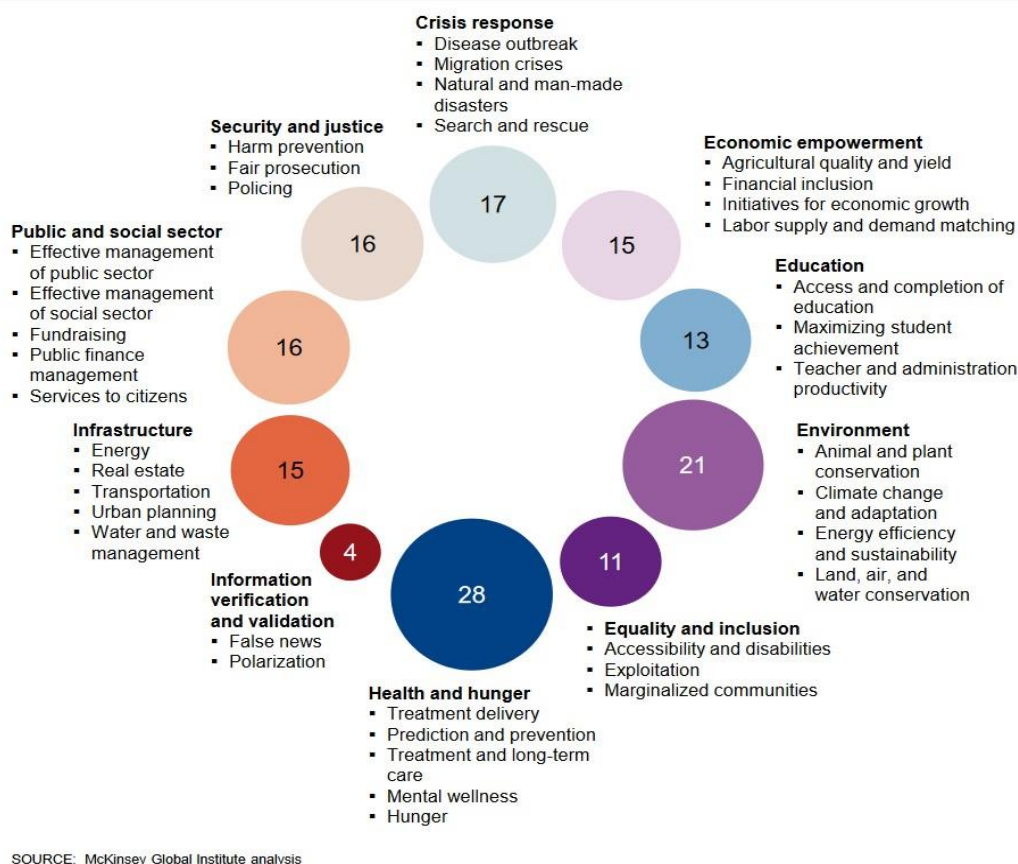 Crisis response
▪ Disease outbreak
▪ Migration crises
▪ Natural and man-made
disasters
▪ Search and rescue
17
Economic empowerment
▪ Agricultural quality and yield
▪ Financial inclusion
▪ Initiatives for economic growth
▪ Labor supply and demand matching
15
Education
▪ Access and completion of
education
▪ Maximizing student
achievement
▪ Teacher and administration
productivity
13
Environment
▪ Animal and plant
conservation
▪ Climate change
and adaptation
▪ Energy efficiency
and sustainability
▪ Land, air, and
water conservation
21
▪ Equality and inclusion
▪ Accessibility and disabilities
▪ Exploitation
▪ Marginalized communities
11
Health and hunger
▪ Treatment delivery
▪ Prediction and prevention
▪ Treatment and long-term
care
▪ Mental wellness
▪ Hunger
28
Information
verification
and validation
▪ False news
▪ Polarization
4
Infrastructure
▪ Energy
▪ Real estate
▪ Transportation
▪ Urban planning
▪ Water and waste
management
15
Public and social sector
▪ Effective management
of public sector
▪ Effective management
of social sector
▪ Fundraising
▪ Public finance
management
▪ Services to citizens
16
Security and justice
▪ Harm prevention
▪ Fair prosecution
▪ Policing
16
SOURCE: McKinsey Global Institute analysis